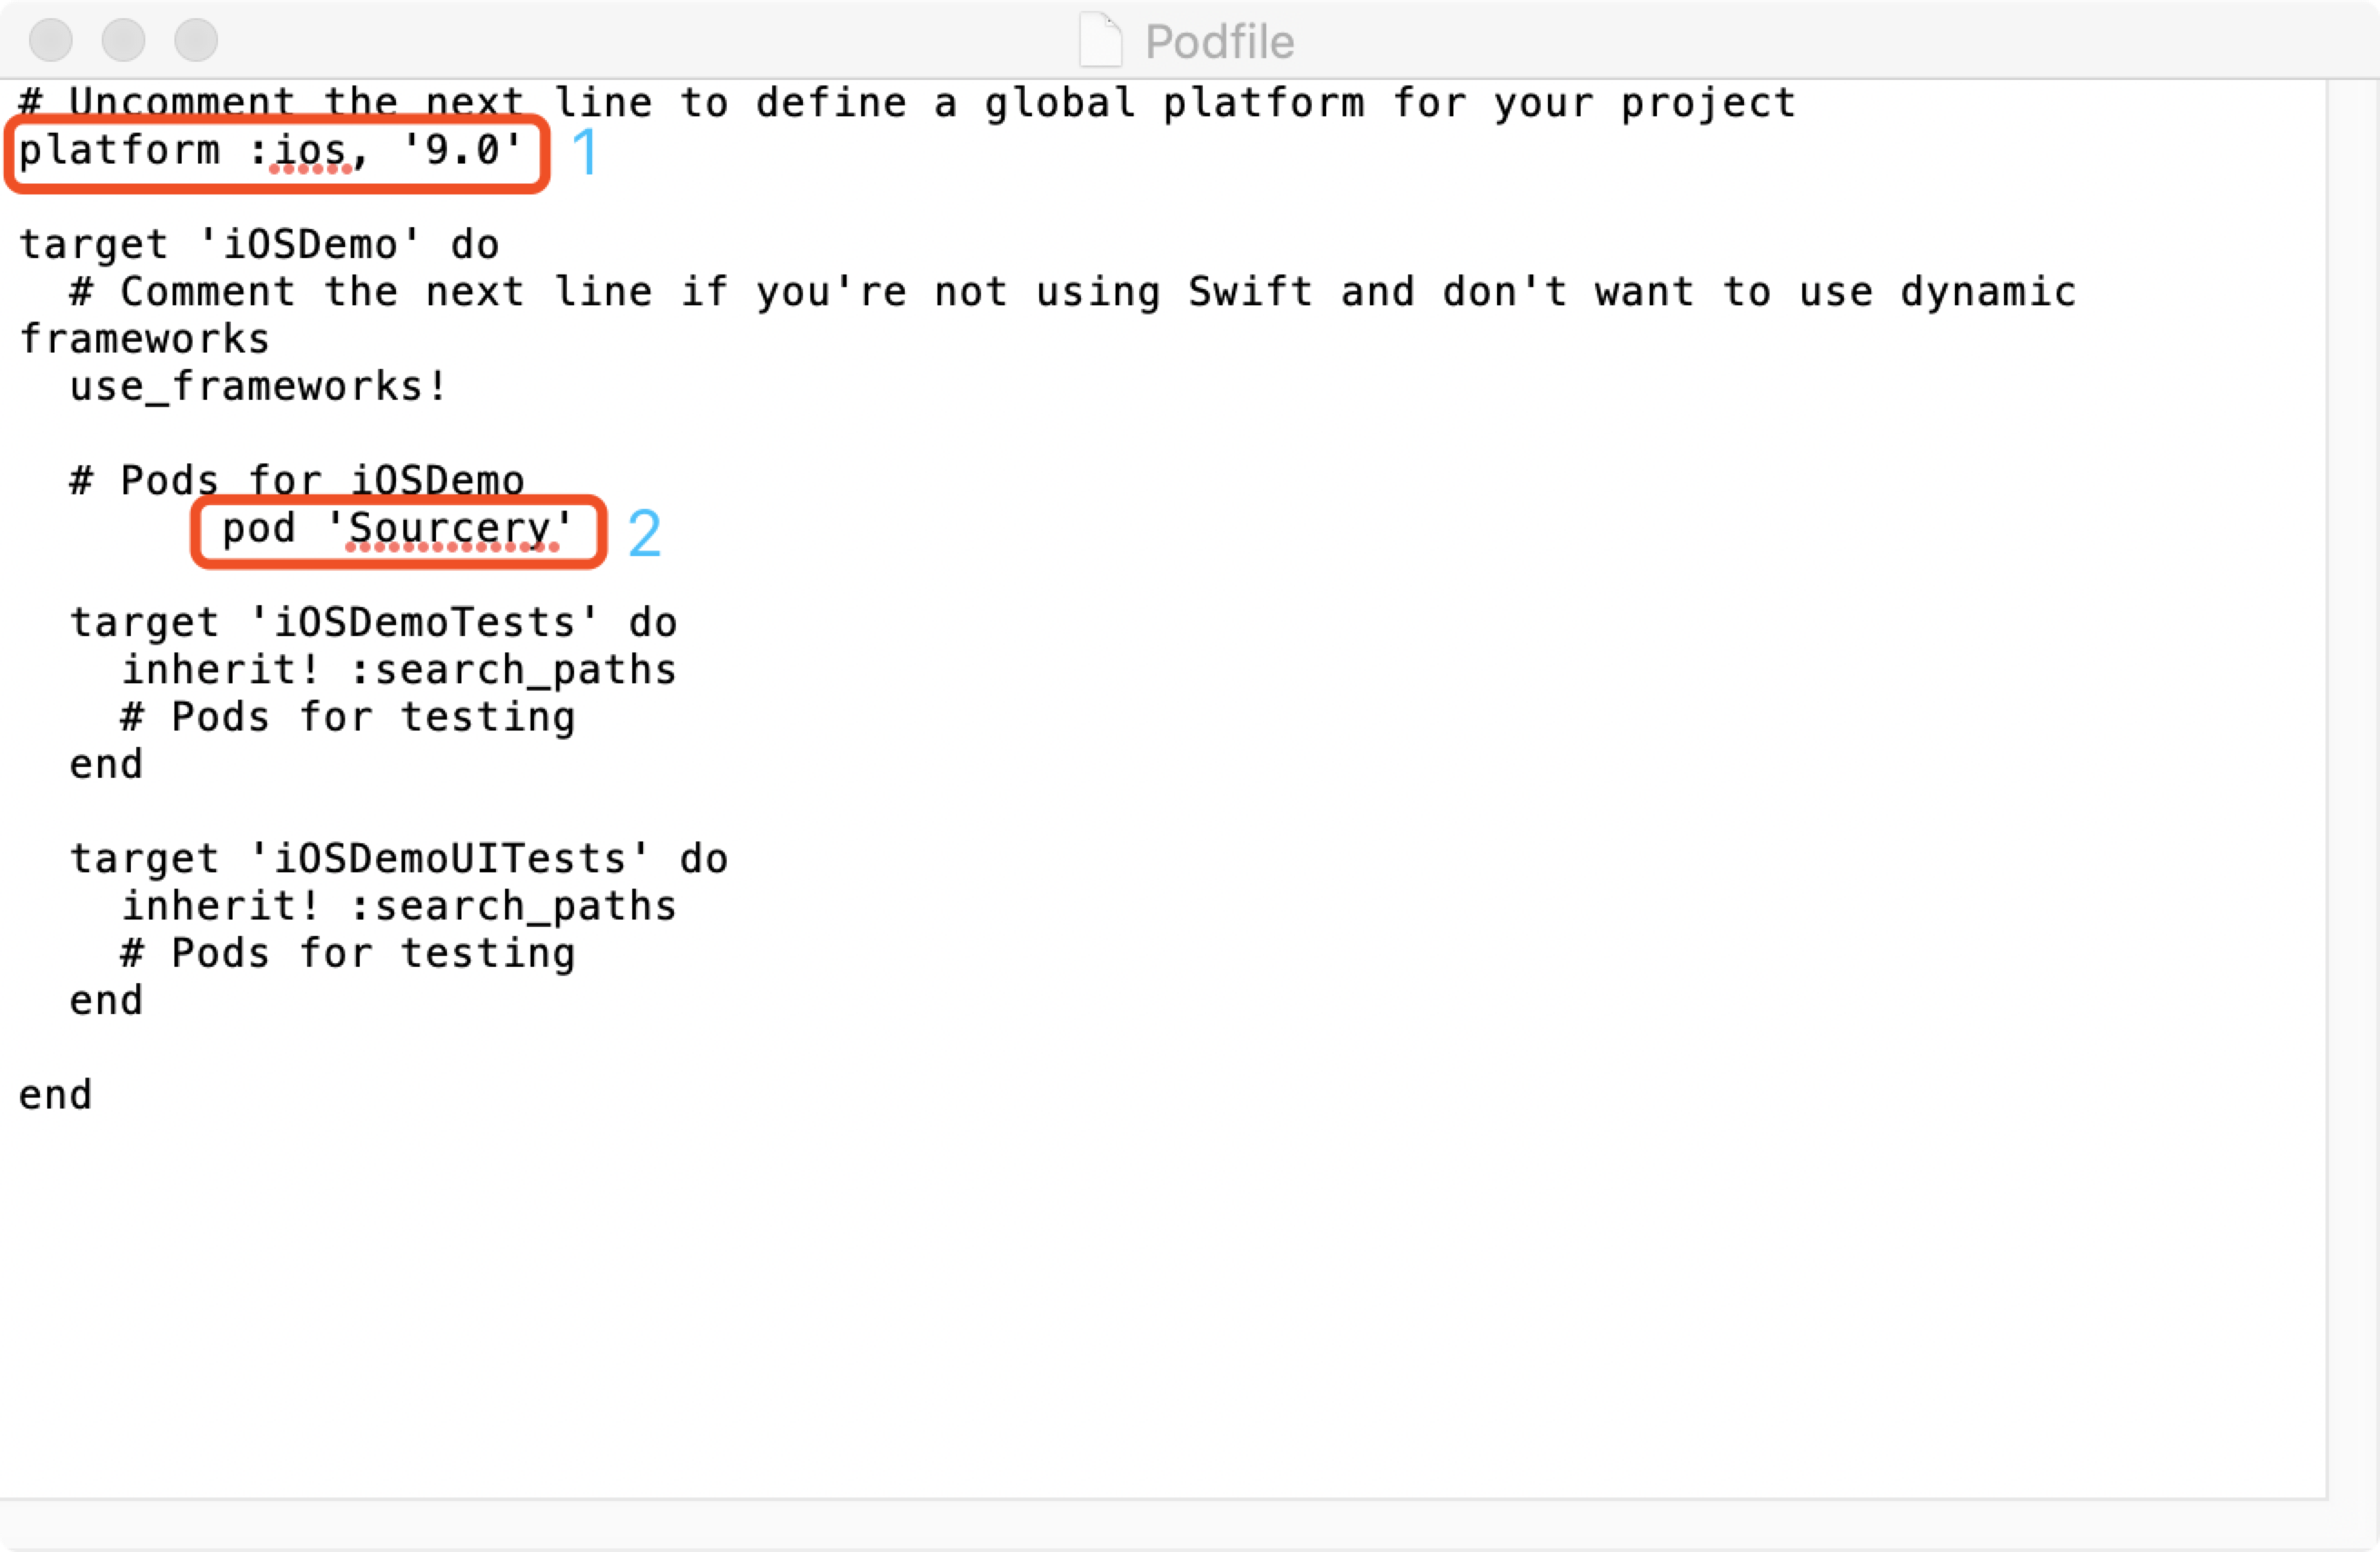 Podfile
# Uncomment the next line to define a global platform for your project
platform :ios, '9.0' 1
target 'iOSDemo' do
# Comment the next line if you're not using Swift and don't want to use dynamic
frameworks
use_frameworks!
# Pods for iOSDemo
pod 'Sourcery' 2
target 'iOSDemoTests' do
inherit! :search_paths
# Pods for testing
end
target 'iOSDemoUITests' do
inherit! :search_paths
# Pods for testing
end
end